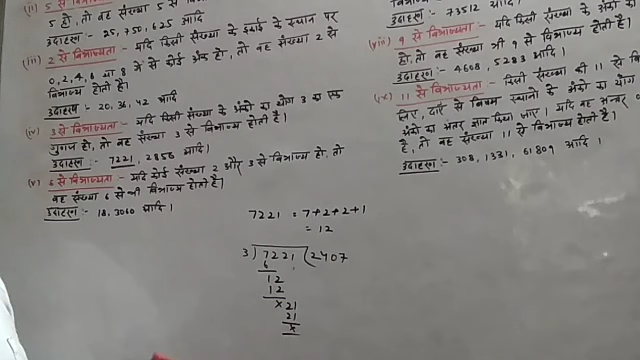 (ii) 5 से विभाज्यता
5 हो, तो वह संख्या 5 से
उदाहरण :- 25, 350, 625 आदि
(iii) 2 से विभाज्यता - यदि किसी संख्या के इकाई के स्थान पर
0, 2, 4, 6 या 8 में से कोई अंक हो, तो वह संख्या 2 से
विभाज्य होती है।
उदाहरण :- 20, 36, 42 आदि
(iv) 3 से विभाज्यता - यदि किसी संख्या के अंकों का योग 3 का एक
गुणज हो, तो वह संख्या 3 से विभाज्य होती है।
उदाहरण :- 7221, 2856 आदि।
(v) 6 से विभाज्यता - यदि कोई संख्या 2 और 3 से विभाज्य हो, तो
वह संख्या 6 से भी विभाज्य होती है।
उदाहरण :- 18, 3060 आदि।
7221 = 7+2+2+1
= 12
3) 7221 (2407
6
12
12
x21
21
x
उदाहरण :- 73512 आदि।
(viii) 9 से विभाज्यता - यदि किसी संख्या के अंकों का
हो, तो वह संख्या भी 9 से विभाज्य होती है।
उदाहरण :- 4608, 5283 आदि।
(ix) 11 से विभाज्यता - किसी संख्या की 11 से
लिए, दाएँ से विषम स्थानों के अंकों का योग
अंकों का अंतर ज्ञात किया जाए। यदि यह अन्तर 0
है, तो वह संख्या 11 से विभाज्य होती है।
उदाहरण :- 308, 1331, 61809 आदि।